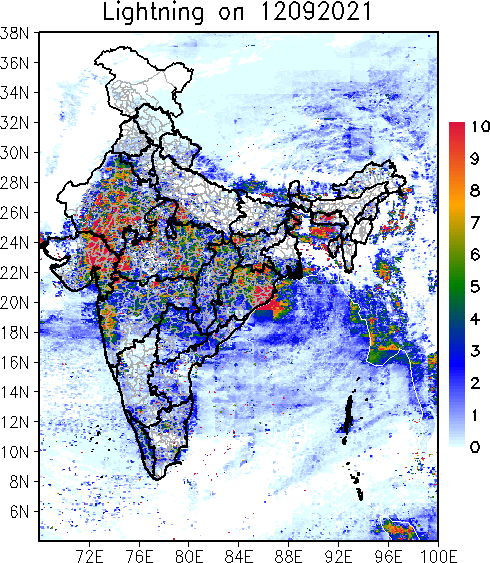 Lightning on 12092021
38N
36N
34N
32N
30N
28N
26N
24N
22N
20N
18N
16N
14N
12N
10N
8N
6N
72E 76E 80E 84E 88E 92E 96E 100E
10
9
8
7
6
5
4
3
2
1
0